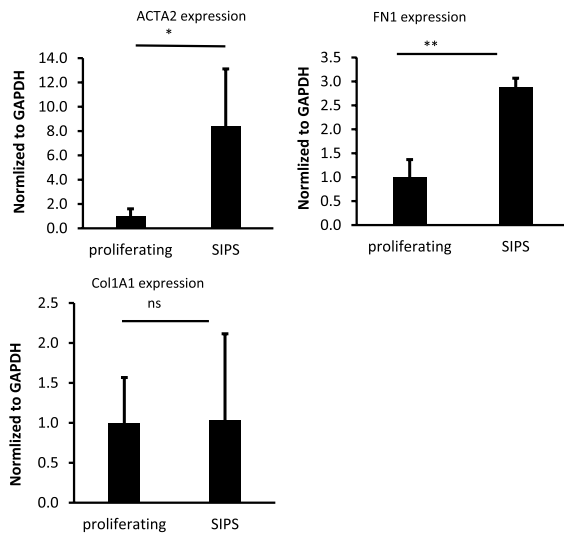 ACTA2 expression
*
Normlized to GAPDH
14.0
12.0
10.0
8.0
6.0
4.0
2.0
0.0
proliferating SIPS
FN1 expression
**
Normlized to GAPDH
3.5
3.0
2.5
2.0
1.5
1.0
0.5
0.0
proliferating SIPS
Col1A1 expression
ns
Normlized to GAPDH
2.5
2.0
1.5
1.0
0.5
0.0
proliferating SIPS